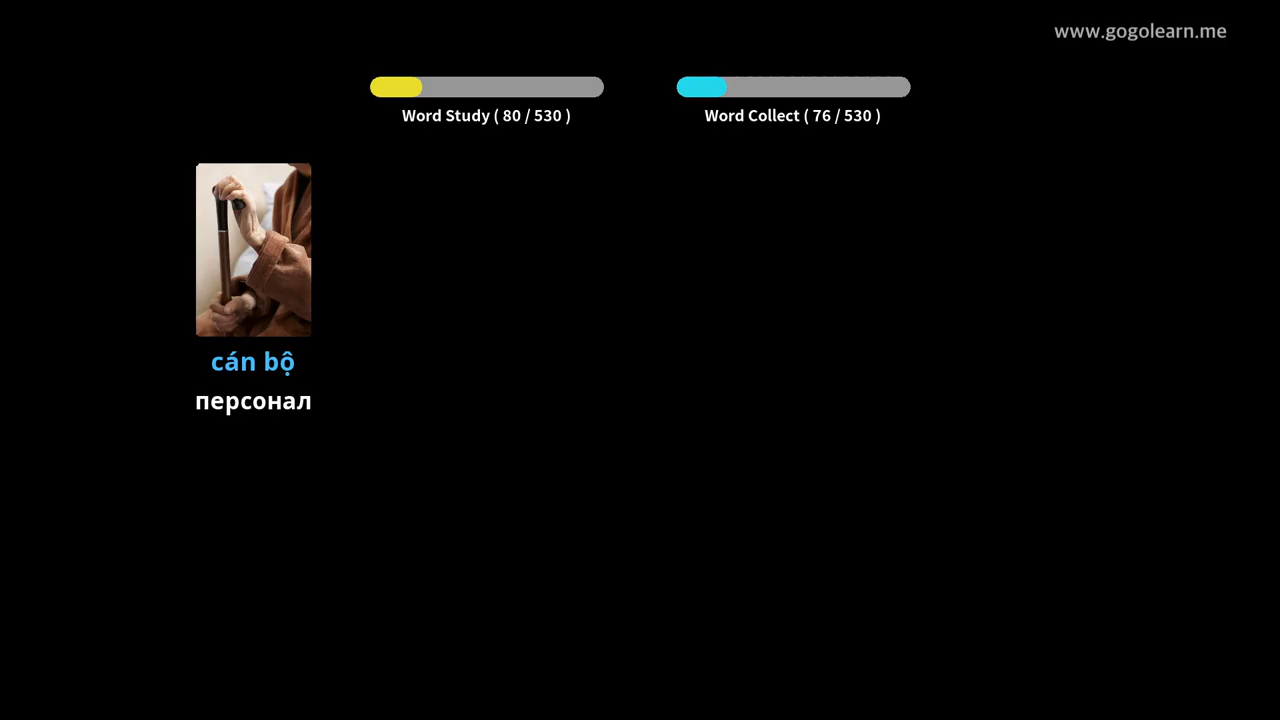 www.gogolearn.me
Word Study ( 80 / 530 )
Word Collect ( 76 / 530 )
cán bộ
персонал